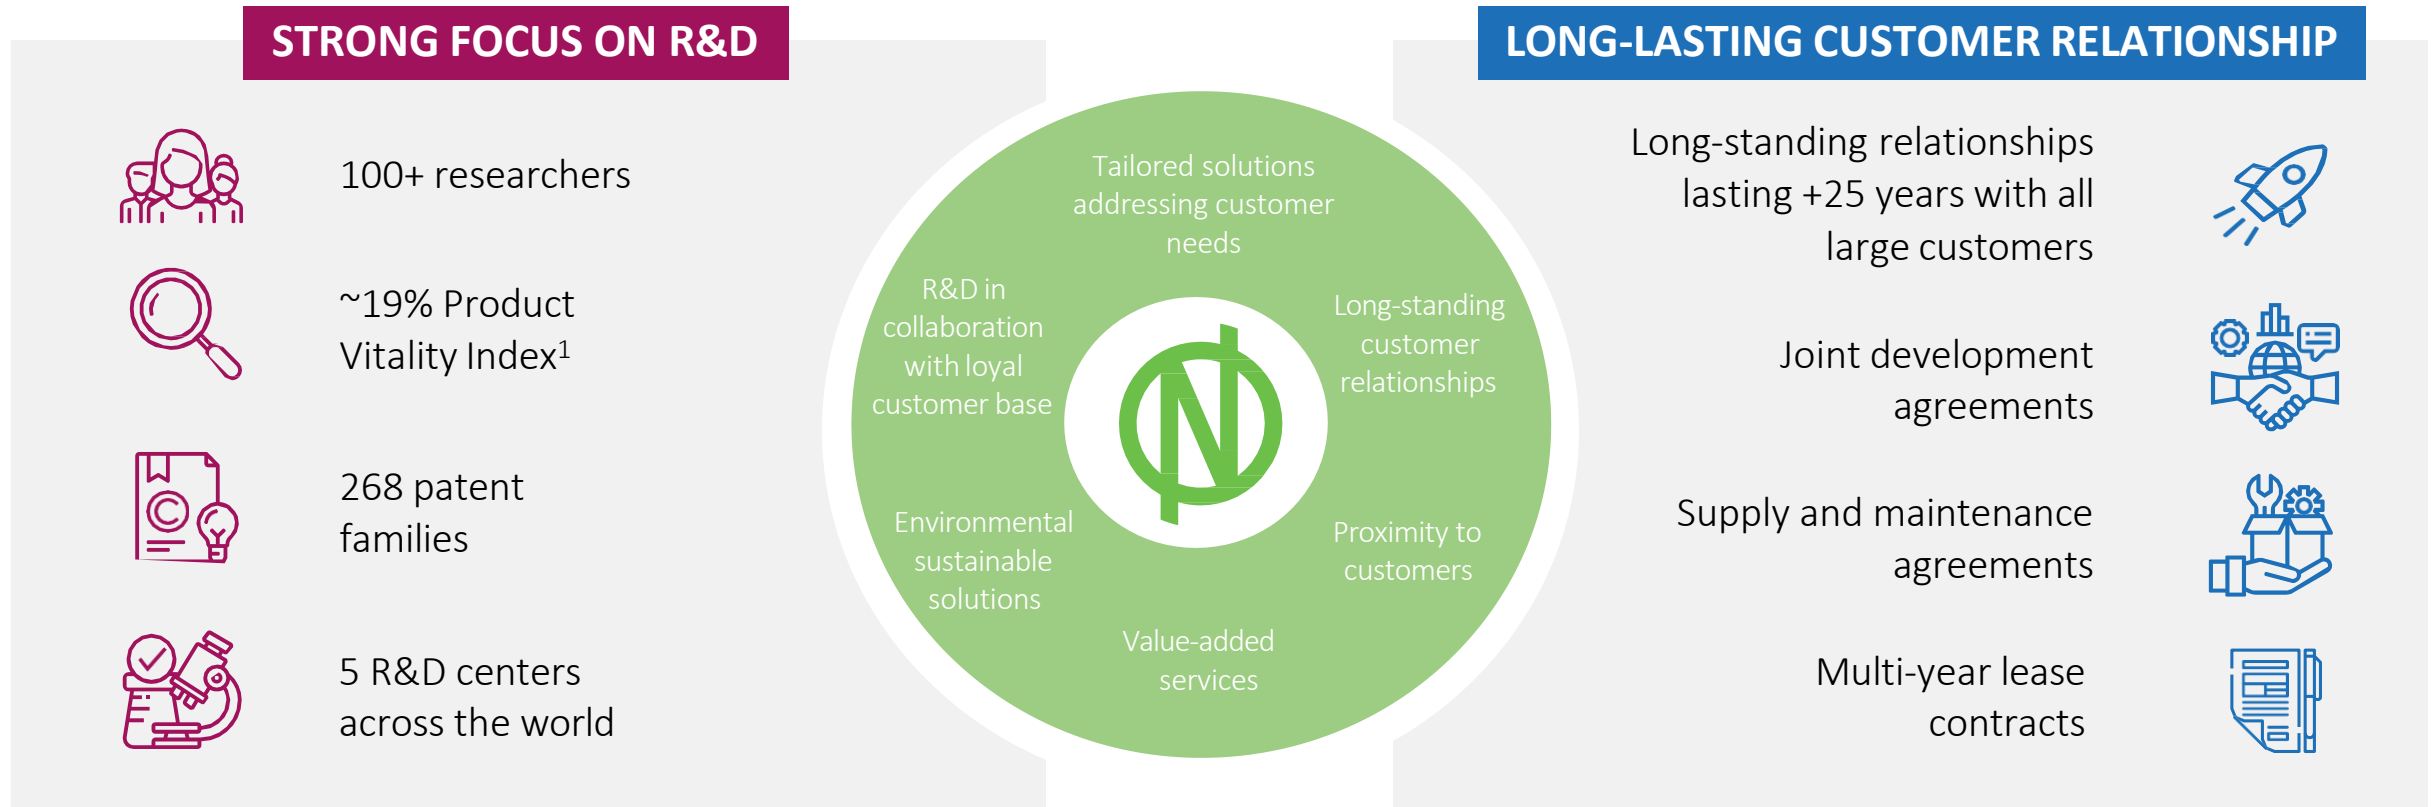 STRONG FOCUS ON R&D
100+ researchers
~19% Product
Vitality Index¹
268 patent
families
5 R&D centers
across the world
Tailored solutions
addressing customer
needs
R&D in
collaboration
with loyal
customer base
Long-standing
customer
relationships
Environmental
sustainable
solutions
Proximity to
customers
Value-added
services
LONG-LASTING CUSTOMER RELATIONSHIP
Long-standing relationships
lasting +25 years with all
large customers
Joint development
agreements
Supply and maintenance
agreements
Multi-year lease
contracts